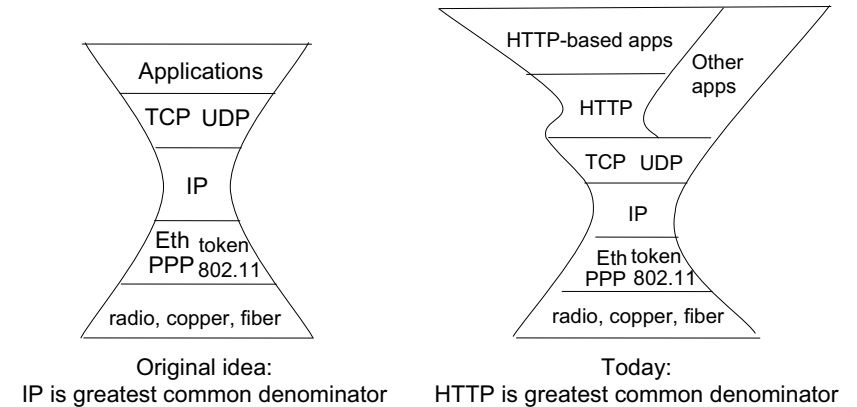 Applications
TCP UDP
IP
Eth token
PPP 802.11
radio, copper, fiber
Original idea:
IP is greatest common denominator
HTTP-based apps
Other
apps
HTTP
TCP UDP
IP
Eth token
PPP 802.11
radio, copper, fiber
Today:
HTTP is greatest common denominator